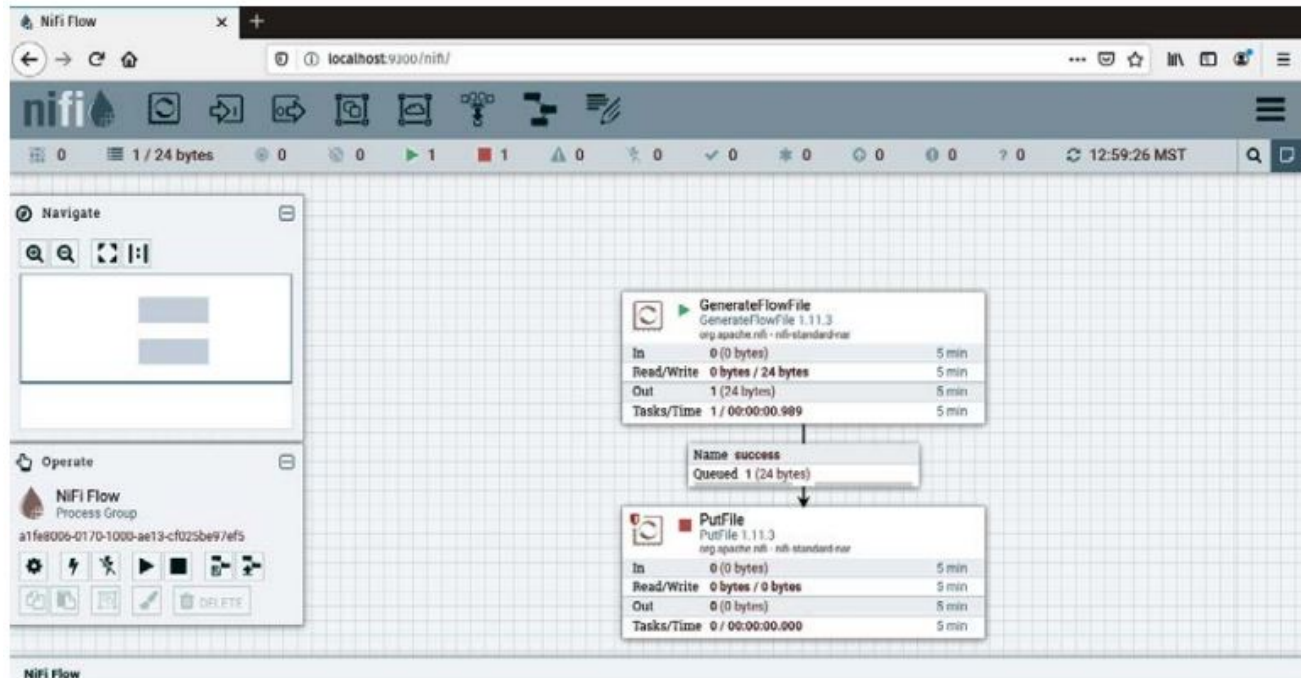 NiFi Flow
localhost:9300/nifi/
nifi
0 1 / 24 bytes 0 0 1 1 0 0 0 0 0 0 ? 0 12:59:26 MST
Navigate
GenerateFlowFile
GenerateFlowFile 1.11.3
org.apache.nifi - nifi-standard-nar
In 0 (0 bytes) 5 min
Read/Write 0 bytes / 24 bytes 5 min
Out 1 (24 bytes) 5 min
Tasks/Time 1 / 00:00:00.989 5 min
Name success
Queued 1 (24 bytes)
Operate
NiFi Flow
Process Group
a1fe8006-0170-1000-ae13-cf025be97ef5
DELETE
PutFile
PutFile 1.11.3
org.apache.nifi - nifi-standard-nar
In 0 (0 bytes) 5 min
Read/Write 0 bytes / 0 bytes 5 min
Out 0 (0 bytes) 5 min
Tasks/Time 0 / 00:00:00.000 5 min
NiFi Flow